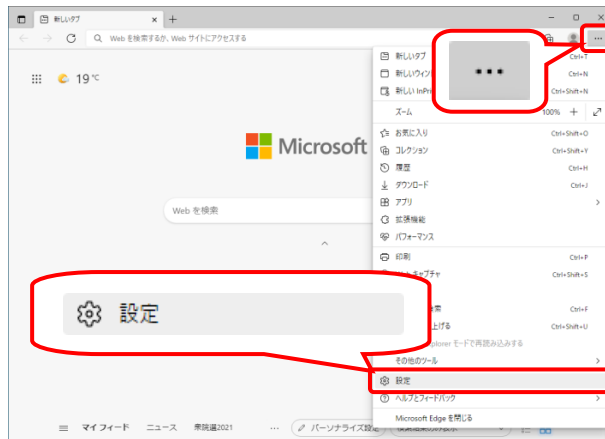 新しいタブ
Web を検索するか、Web サイトにアクセスする
19 ℃
Microsoft
Web を検索
新しいタブ Ctrl+T
新しいウィン Ctrl+N
新しい InPri Ctrl+Shift+N
ズーム 100%
お気に入り Ctrl+Shift+O
コレクション Ctrl+Shift+Y
履歴 Ctrl+H
ダウンロード Ctrl+J
アプリ
拡張機能
パフォーマンス
印刷 Ctrl+P
キャプチャ Ctrl+Shift+S
Ctrl+F
上げる Ctrl+Shift+U
plorer モードで再読み込みする
その他のツール
設定
設定
ヘルプとフィードバック
Microsoft Edge を閉じる
マイフィード ニュース 衆院選2021 … パーソナライズ設定